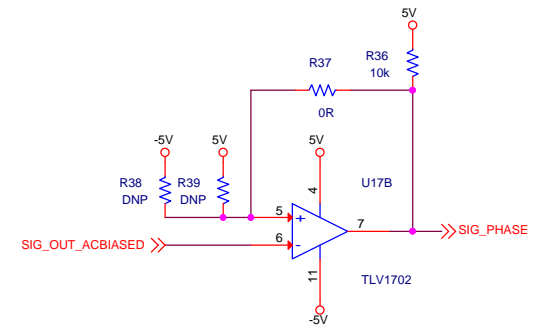 5V
R37
R36
10k
0R
-5V
5V
5V
R38
R39
DNP
DNP
4
U17B
5
+
7
SIG_PHASE
SIG_OUT_ACBIASED
6
-
11
TLV1702
-5V